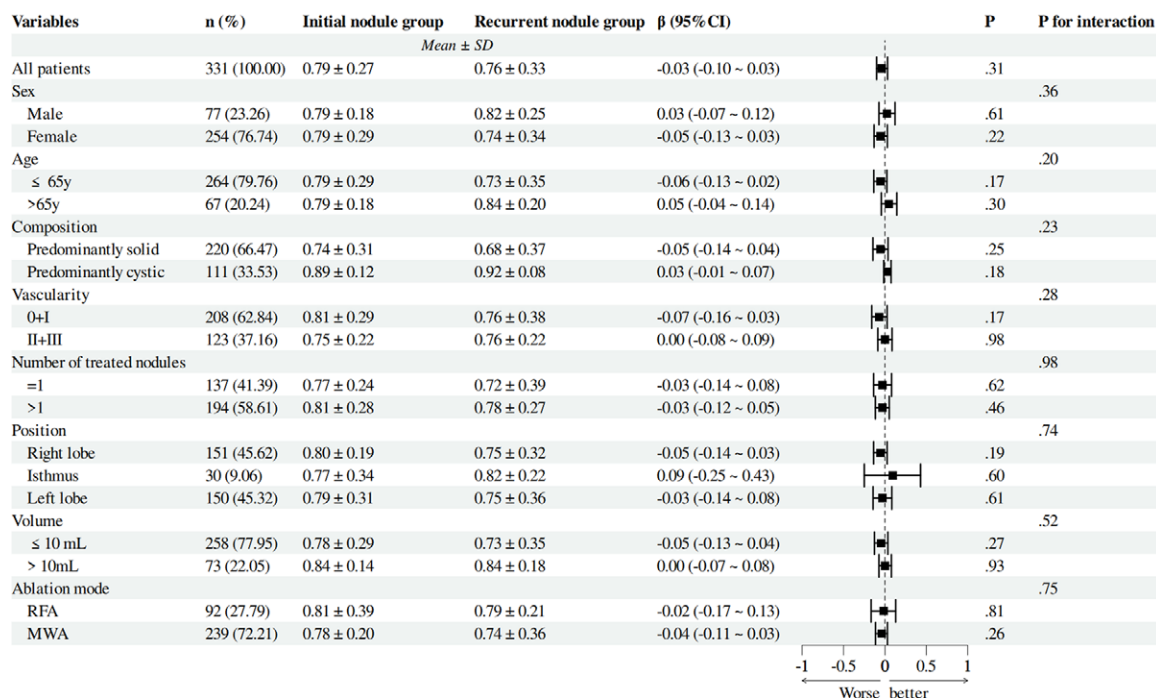 Variables n (%) Initial nodule group Recurrent nodule group β (95%CI) P P for interaction
Mean ± SD
All patients 331 (100.00) 0.79 ± 0.27 0.76 ± 0.33 -0.03 (-0.10 ~ 0.03) .31
Sex .36
Male 77 (23.26) 0.79 ± 0.18 0.82 ± 0.25 0.03 (-0.07 ~ 0.12) .61
Female 254 (76.74) 0.79 ± 0.29 0.74 ± 0.34 -0.05 (-0.13 ~ 0.03) .22
Age .20
≤ 65y 264 (79.76) 0.79 ± 0.29 0.73 ± 0.35 -0.06 (-0.13 ~ 0.02) .17
>65y 67 (20.24) 0.79 ± 0.18 0.84 ± 0.20 0.05 (-0.04 ~ 0.14) .30
Composition .23
Predominantly solid 220 (66.47) 0.74 ± 0.31 0.68 ± 0.37 -0.05 (-0.14 ~ 0.04) .25
Predominantly cystic 111 (33.53) 0.89 ± 0.12 0.92 ± 0.08 0.03 (-0.01 ~ 0.07) .18
Vascularity .28
0+I 208 (62.84) 0.81 ± 0.29 0.76 ± 0.38 -0.07 (-0.16 ~ 0.03) .17
II+III 123 (37.16) 0.75 ± 0.22 0.76 ± 0.22 0.00 (-0.08 ~ 0.09) .98
Number of treated nodules .98
=1 137 (41.39) 0.77 ± 0.24 0.72 ± 0.39 -0.03 (-0.14 ~ 0.08) .62
>1 194 (58.61) 0.81 ± 0.28 0.78 ± 0.27 -0.03 (-0.12 ~ 0.05) .46
Position .74
Right lobe 151 (45.62) 0.80 ± 0.19 0.75 ± 0.32 -0.05 (-0.14 ~ 0.03) .19
Isthmus 30 (9.06) 0.77 ± 0.34 0.82 ± 0.22 0.09 (-0.25 ~ 0.43) .60
Left lobe 150 (45.32) 0.79 ± 0.31 0.75 ± 0.36 -0.03 (-0.14 ~ 0.08) .61
Volume .52
≤ 10 mL 258 (77.95) 0.78 ± 0.29 0.73 ± 0.35 -0.05 (-0.13 ~ 0.04) .27
> 10mL 73 (22.05) 0.84 ± 0.14 0.84 ± 0.18 0.00 (-0.07 ~ 0.08) .93
Ablation mode .75
RFA 92 (27.79) 0.81 ± 0.39 0.79 ± 0.21 -0.02 (-0.17 ~ 0.13) .81
MWA 239 (72.21) 0.78 ± 0.20 0.74 ± 0.36 -0.04 (-0.11 ~ 0.03) .26
-1 -0.5 0 0.5 1
Worse better